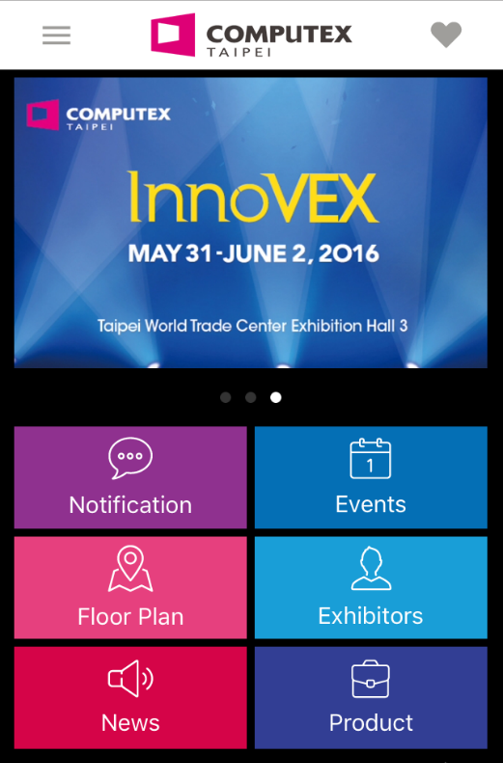 COMPUTEX
TAIPEI
COMPUTEX
TAIPEI
InnoVEX
MAY 31-JUNE 2, 2016
Taipei World Trade Center Exhibition Hall 3
Notification
1
Events
Floor Plan
Exhibitors
News
Product